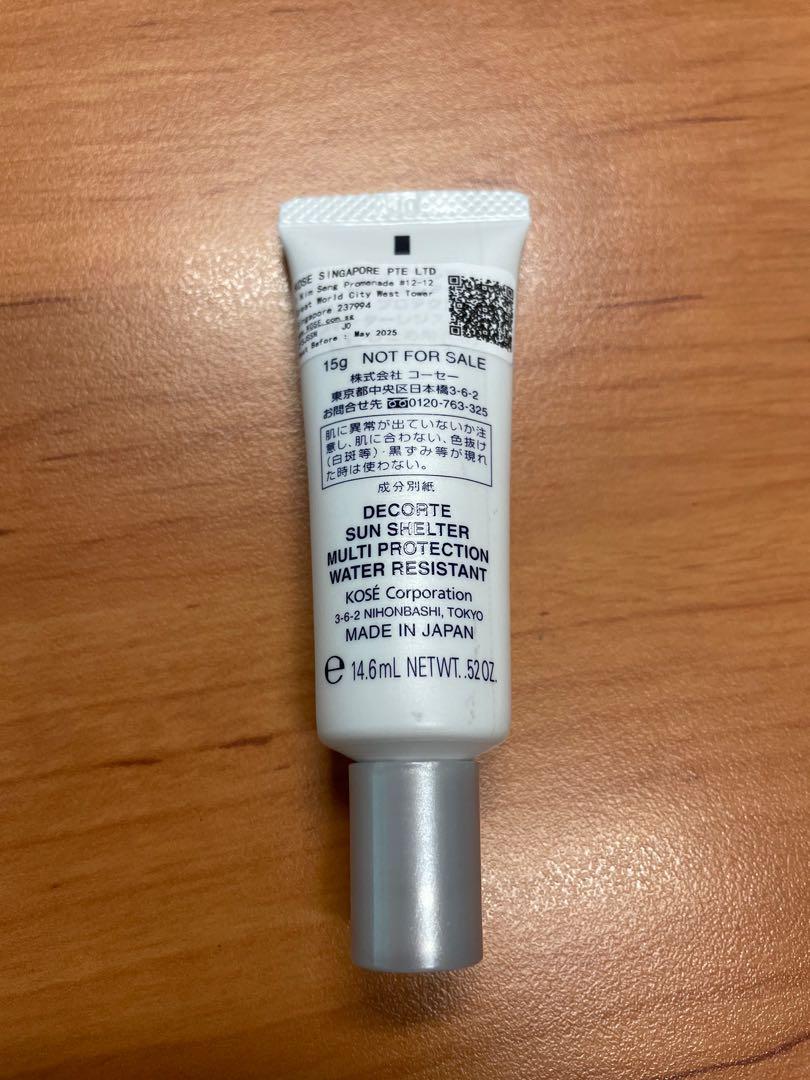 KOSE SINGAPORE PTE LTD
Kim Seng Promenade #12-12
World City West Tower
Singapore 237994
JO
Before : May 2025
15g NOT FOR SALE
株式会社 コーセー
東京都中央区日本橋3-6-2
お問合せ先 0120-763-325
肌に異常が出ていないか注
意し、肌に合わない、色抜け
(白斑等)・黒ずみ等が現れ
た時は使わない。
成分別紙
DECORTE
SUN SHELTER
MULTI PROTECTION
WATER RESISTANT
KOSÉ Corporation
3-6-2 NIHONBASHI, TOKYO
MADE IN JAPAN
e 14.6mL NETWT. .52 OZ.